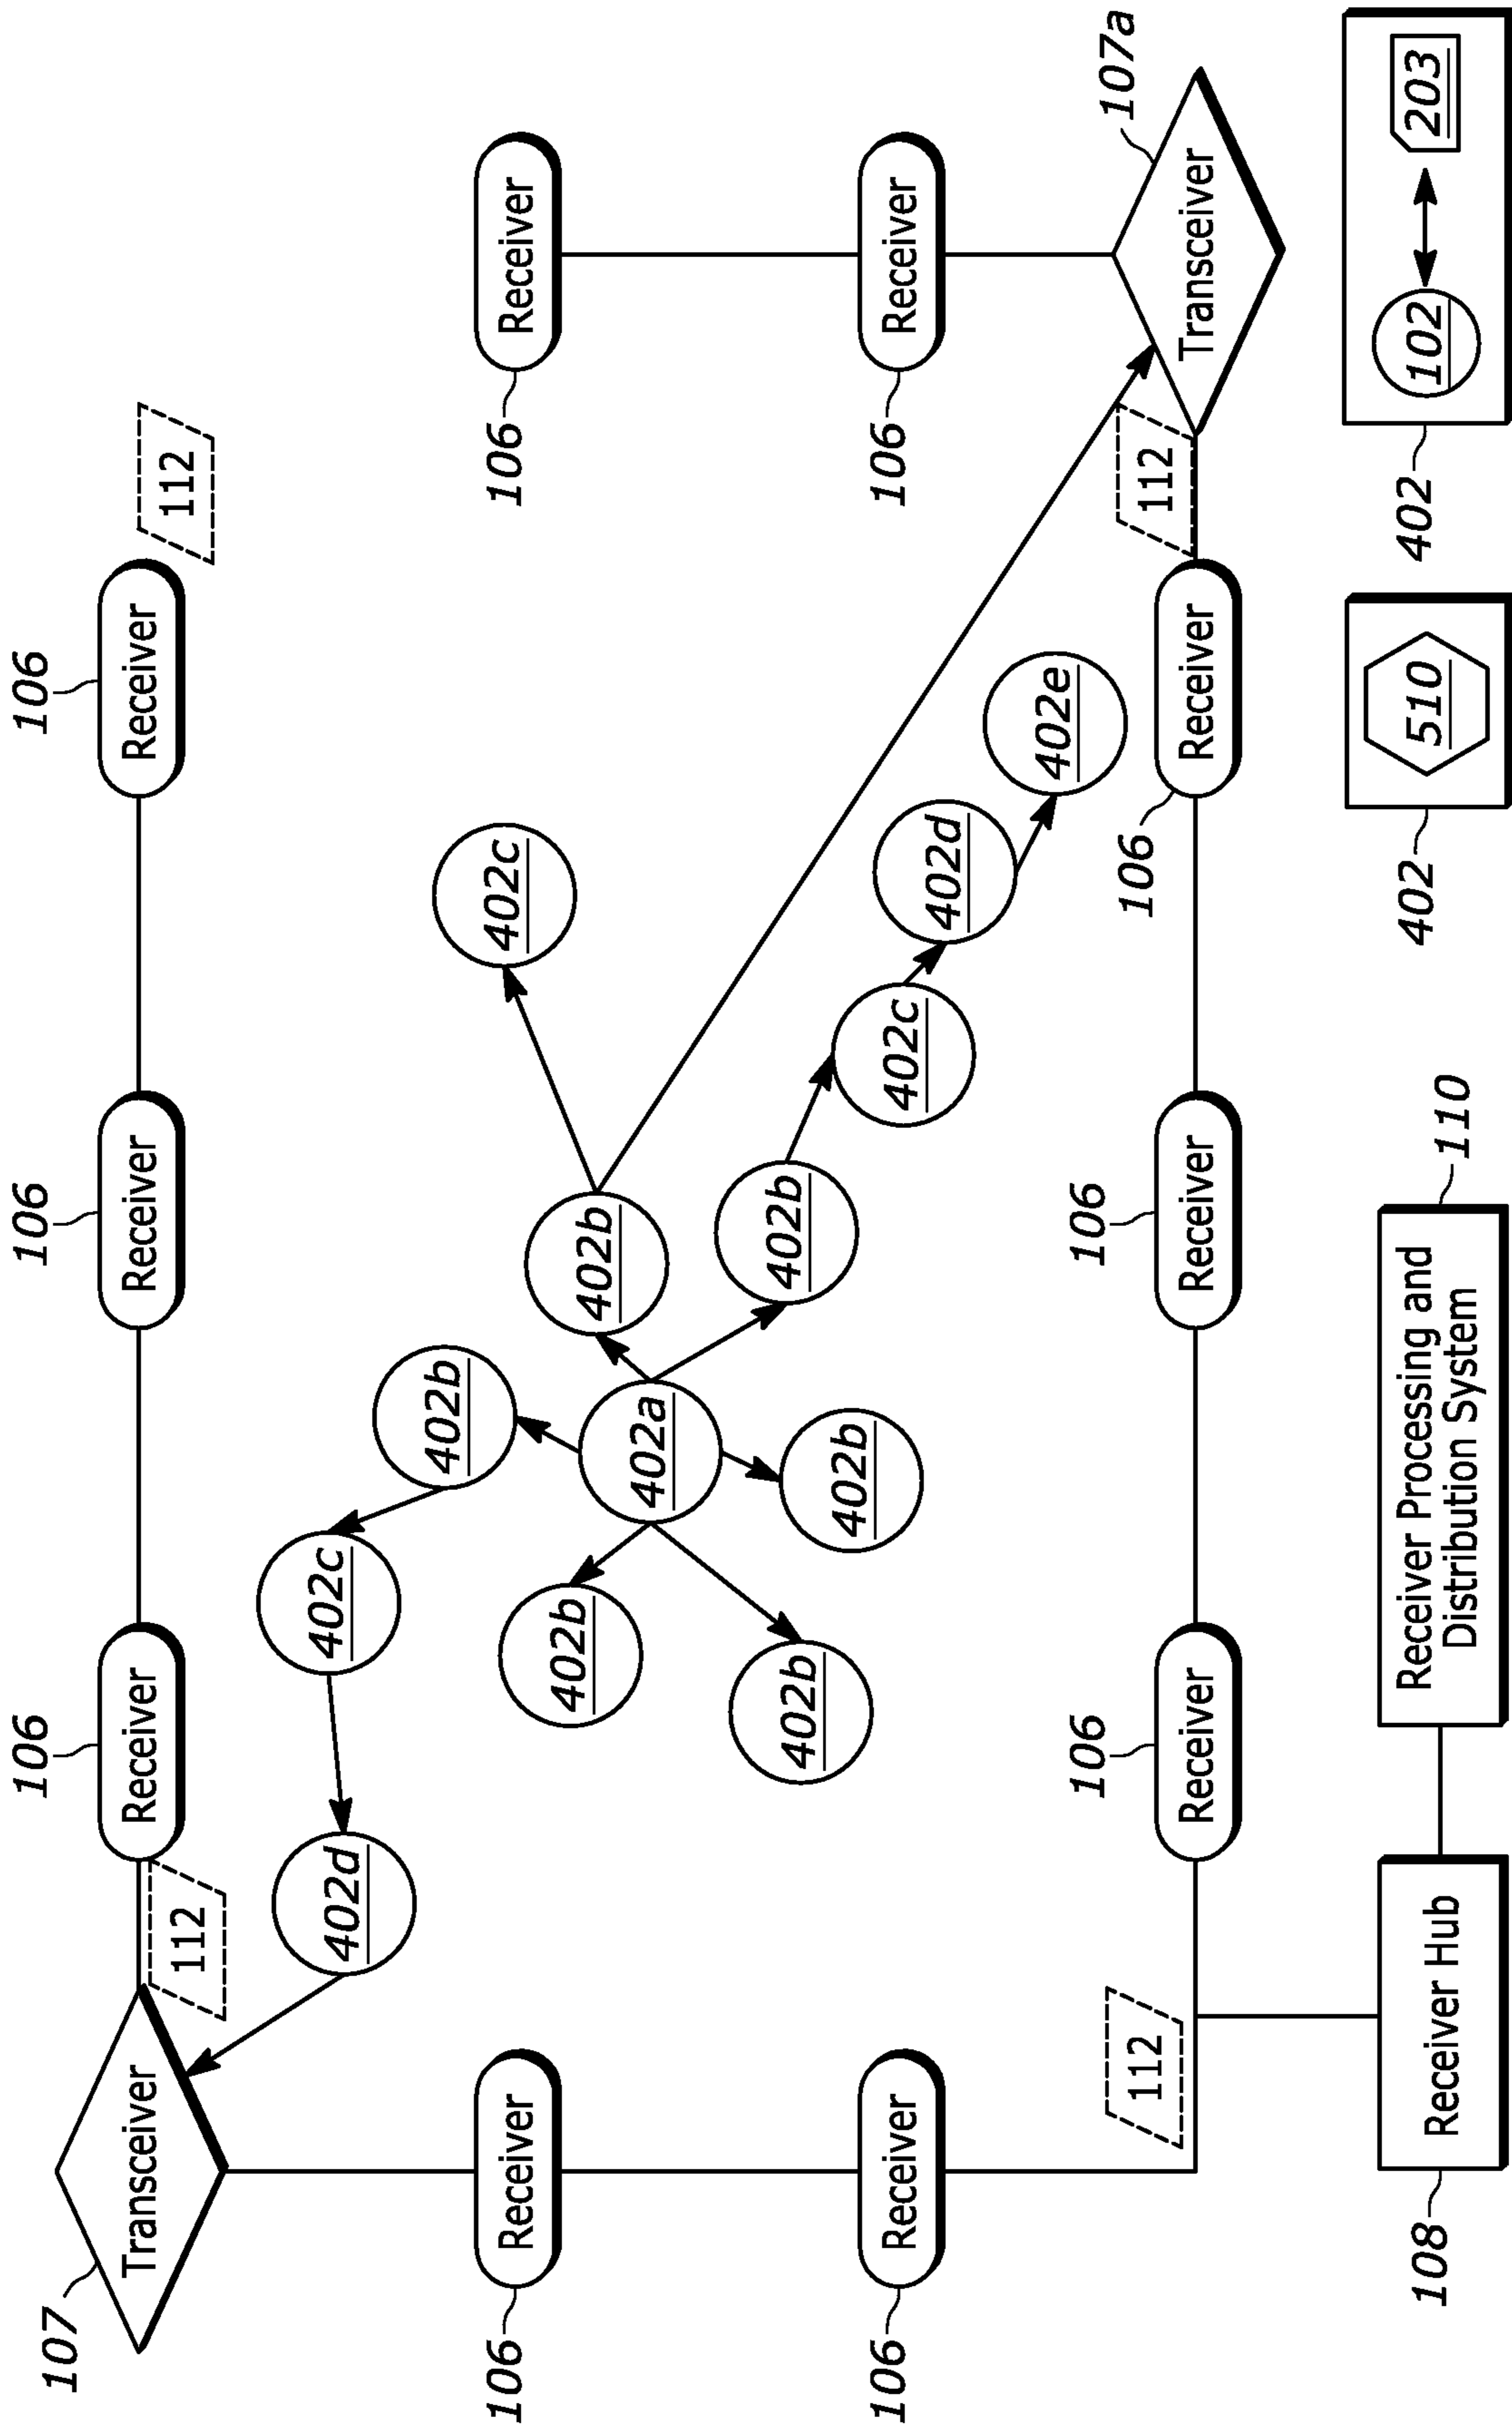 107
106
106
106
Transceiver
Receiver
Receiver
Receiver
112
112
402d
402c
402b
402c
106
Receiver
Receiver
106
402b
402b
402a
402b
402b
402b
106
Receiver
402c
402d
Receiver
106
402e
107a
112
106
106
106
112
Receiver
Receiver
Receiver
Transceiver
108
Receiver Hub
Receiver Processing and
Distribution System
110
402
510
402
102
203